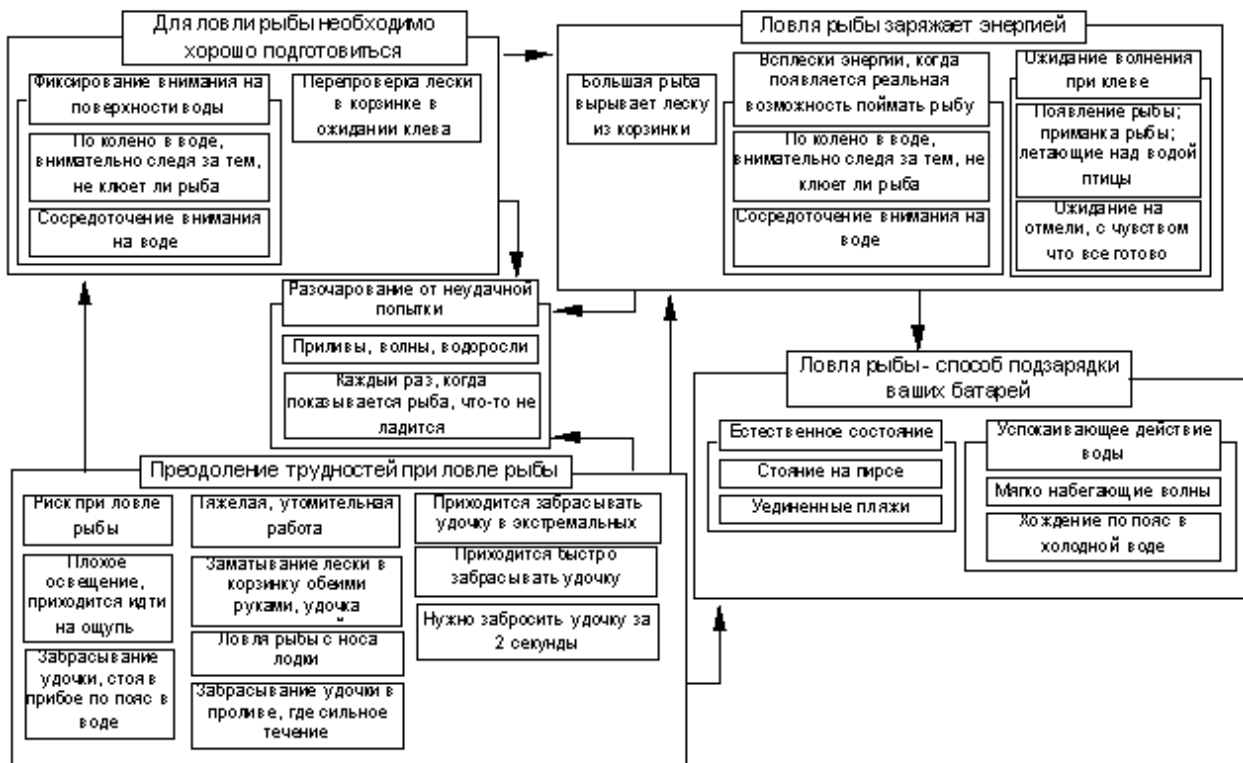 Для ловли рыбы необходимо
хорошо подготовиться
Фиксирование внимания на
поверхности воды
По колено в воде,
внимательно следя за тем,
не клюет ли рыба
Сосредоточение внимания
на воде
Перепроверка лески
в корзинке в
ожидании клева
Ловля рыбы заряжает энергией
Большая рыба
вырывает леску
из корзинки
Всплески энергии, когда
появляется реальная
возможность поймать рыбу
По колено в воде,
внимательно следя за тем, не
клюет ли рыба
Сосредоточение внимания на
воде
Ожидание волнения
при клеве
Появление рыбы;
приманка рыбы;
летающие над водой
птицы
Ожидание на
отмели, с чувством
что все готово
Разочарование от неудачной
попытки
Приливы, волны, водоросли
Каждый раз, когда
показывается рыба, что-то не
ладится
Ловля рыбы - способ подзарядки
ваших батарей
Естественное состояние
Стояние на пирсе
Уединенные пляжи
Успокаивающее действие
воды
Мягко набегающие волны
Хождение по пояс в
холодной воде
Преодоление трудностей при ловле рыбы
Риск при ловле
рыбы
Плохое
освещение,
приходится идти
на ощупь
Забрасывание
удочки, стоя в
прибое по пояс в
воде
Тяжелая, утомительная
работа
Заматывание лески в
корзинку обеими
руками, удочка
Ловля рыбы с носа
лодки
Забрасывание удочки в
проливе, где сильное
течение
Приходится забрасывать
удочку в экстремальных
Приходится быстро
забрасывать удочку
Нужно забросить удочку за
2 секунды